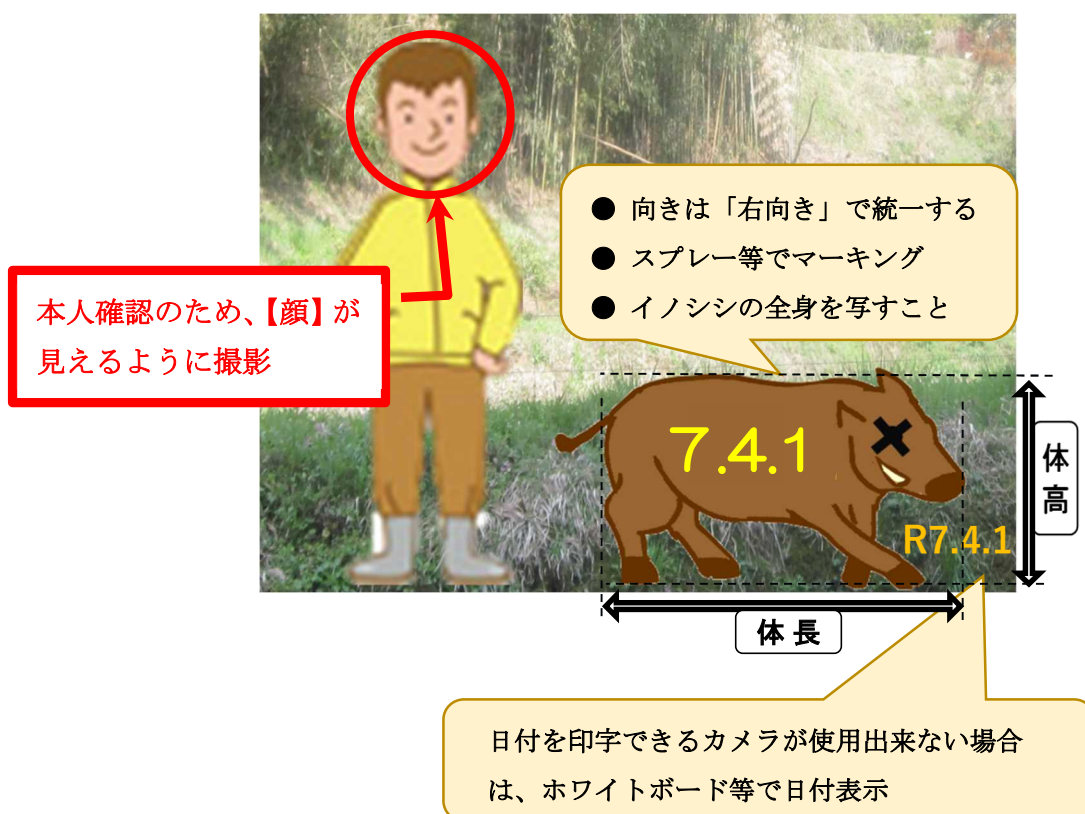 ● 向きは「右向き」で統一する
● スプレー等でマーキング
● イノシシの全身を写すこと
本人確認のため、【顔】が
見えるように撮影
7.4.1
R7.4.1
体高
体長
日付を印字できるカメラが使用出来ない場合
は、ホワイトボード等で日付表示